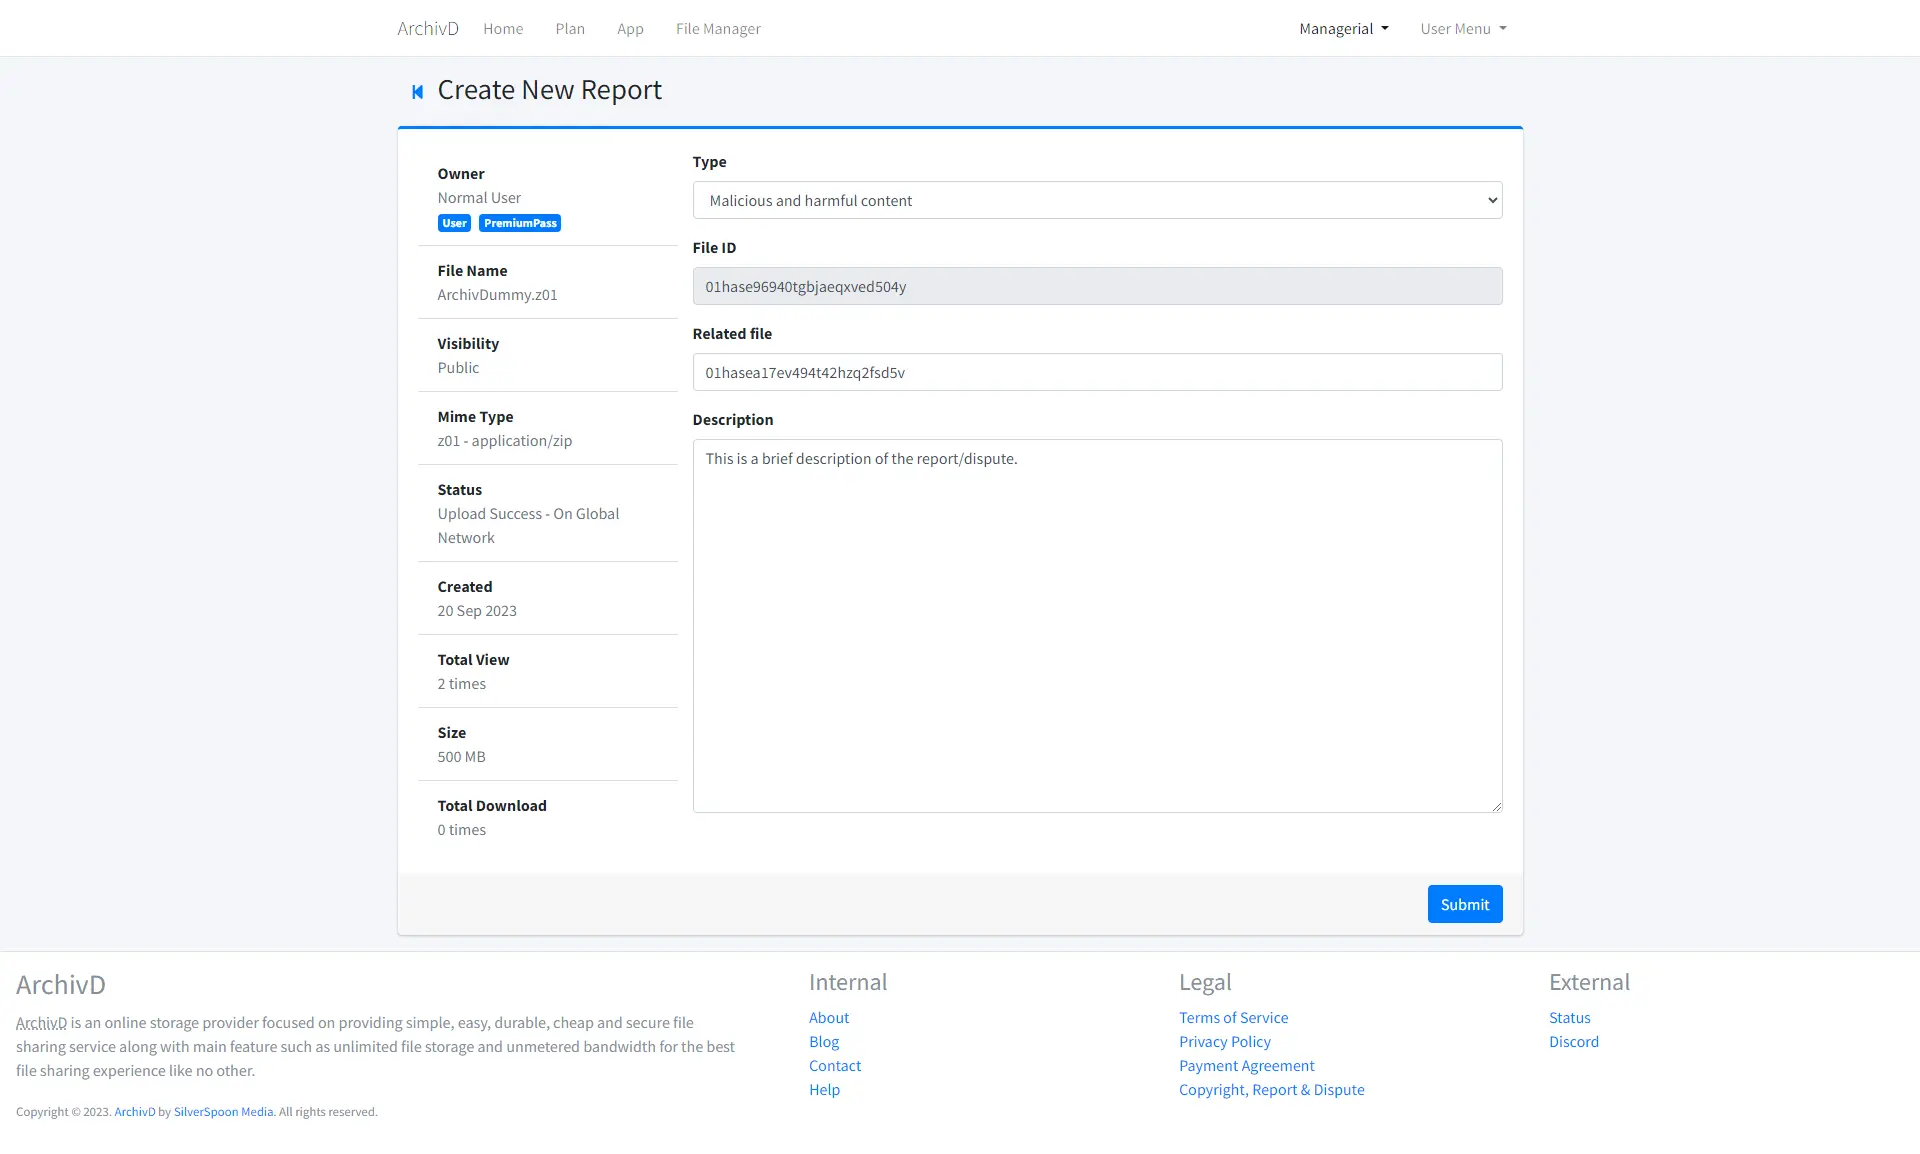 ArchivD Home Plan App File Manager Managerial User Menu
Create New Report
Owner
Normal User
User PremiumPass
File Name
ArchivDummy.z01
Visibility
Public
Mime Type
z01 - application/zip
Status
Upload Success - On Global
Network
Created
20 Sep 2023
Total View
2 times
Size
500 MB
Total Download
0 times
Type
Malicious and harmful content
File ID
01hase96940tgbjaeqxved504y
Related file
01hasea17ev494t42hzq2fsd5v
Description
This is a brief description of the report/dispute.
Submit
ArchivD
ArchivD is an online storage provider focused on providing simple, easy, durable, cheap and secure file
sharing service along with main feature such as unlimited file storage and unmetered bandwidth for the best
file sharing experience like no other.
Copyright © 2023. ArchivD by SilverSpoon Media. All rights reserved.
Internal
About
Blog
Contact
Help
Legal
Terms of Service
Privacy Policy
Payment Agreement
Copyright, Report & Dispute
External
Status
Discord